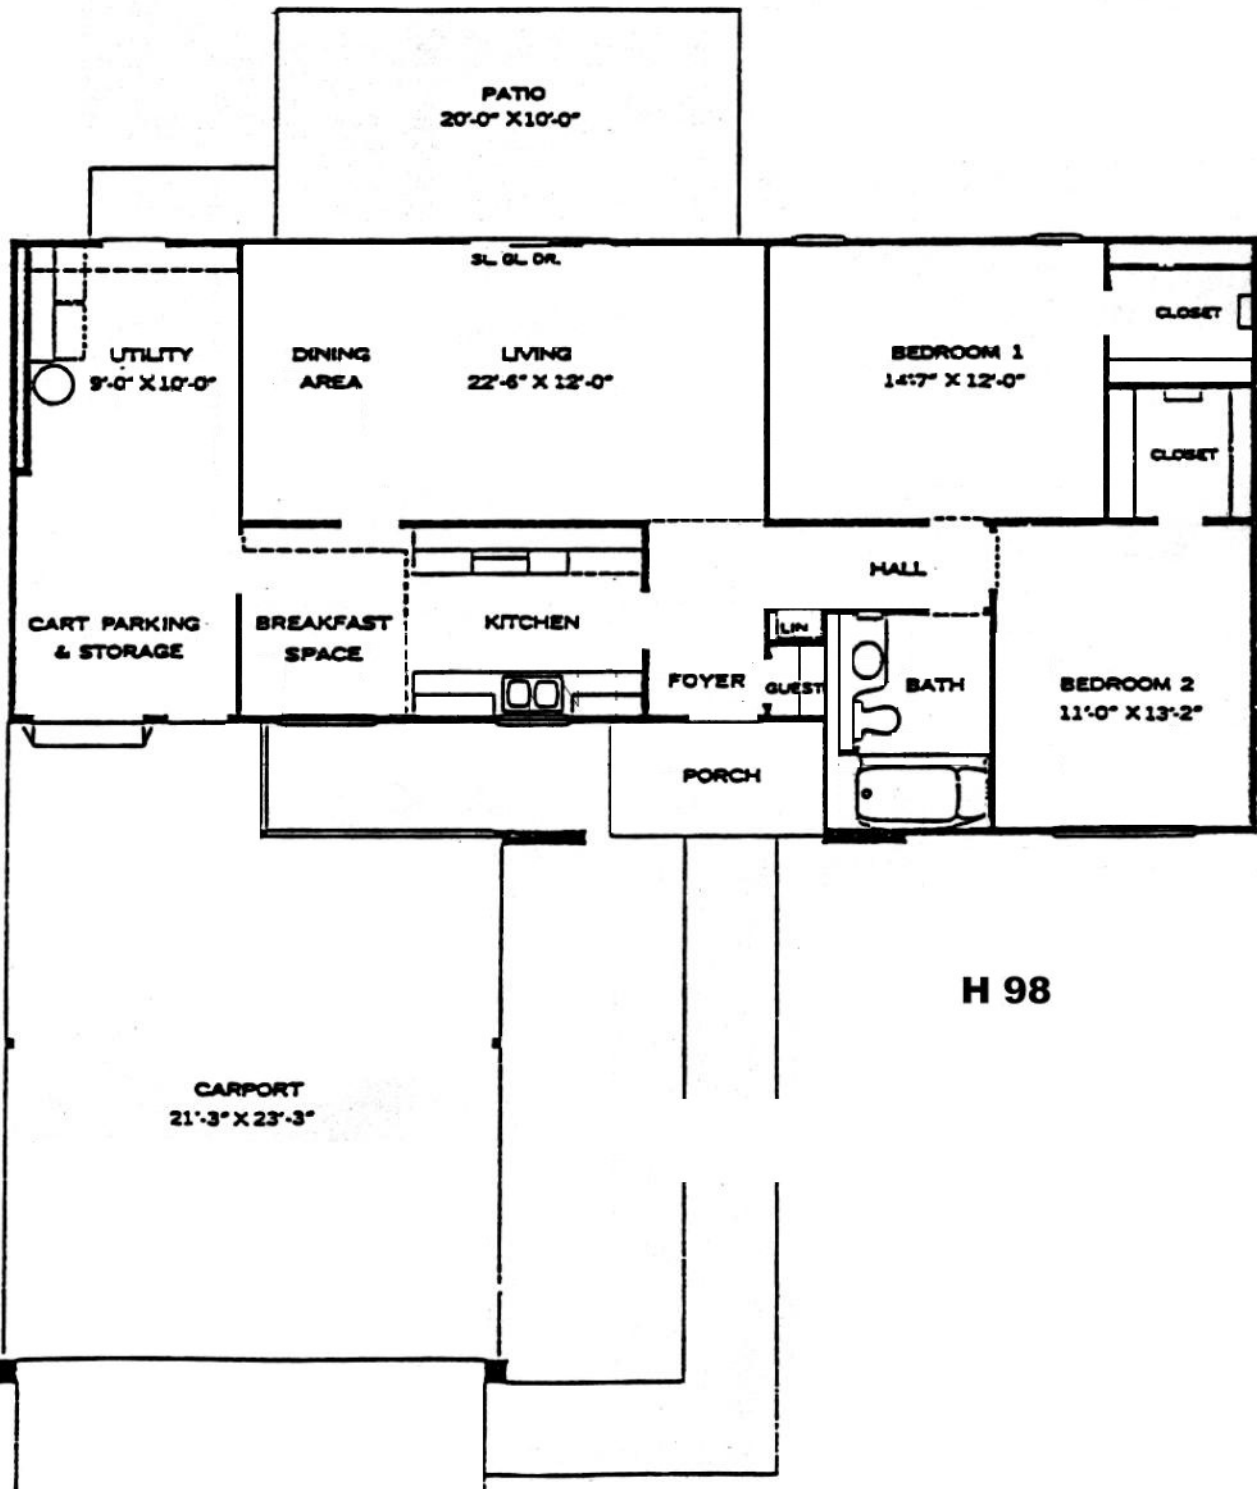 PATIO
20'-0" X 10'-0"
SL. GL. DR.
UTILITY
9'-0" X 10'-0"
DINING
AREA
LIVING
22'-6" X 12'-0"
BEDROOM 1
14'-7" X 12'-0"
CLOSET
CLOSET
HALL
CART PARKING
& STORAGE
BREAKFAST
SPACE
KITCHEN
LIN
FOYER
GUEST
BATH
BEDROOM 2
11'-0" X 13'-2"
PORCH
H 98
CARPORT
21'-3" X 23'-3"